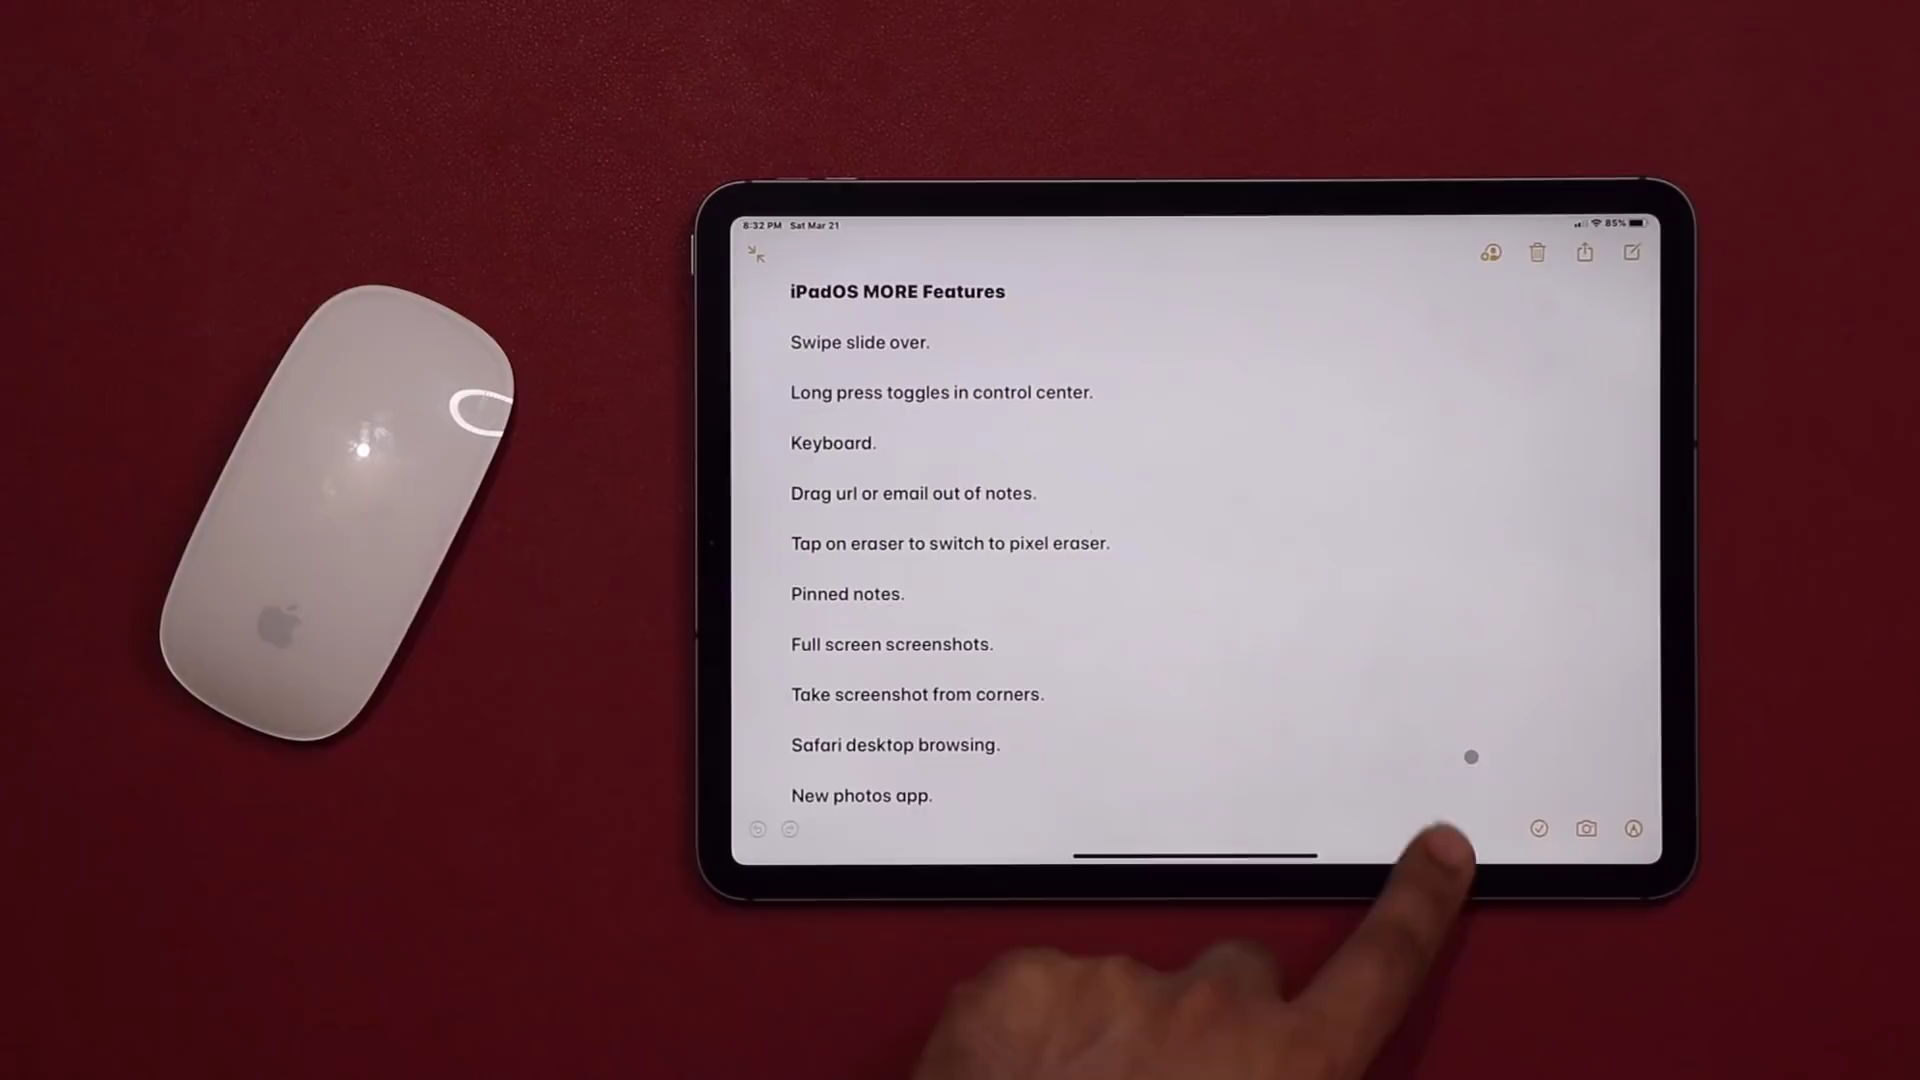 8:32 PM Sat Mar 21
85%
iPadOS MORE Features
Swipe slide over.
Long press toggles in control center.
Keyboard.
Drag url or email out of notes.
Tap on eraser to switch to pixel eraser.
Pinned notes.
Full screen screenshots.
Take screenshot from corners.
Safari desktop browsing.
New photos app.